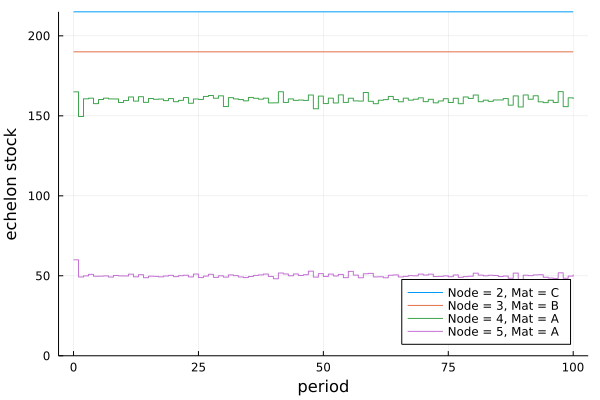 echelon stock
200
150
100
50
0
Node = 2, Mat = C
Node = 3, Mat = B
Node = 4, Mat = A
Node = 5, Mat = A
0 25 50 75 100
period